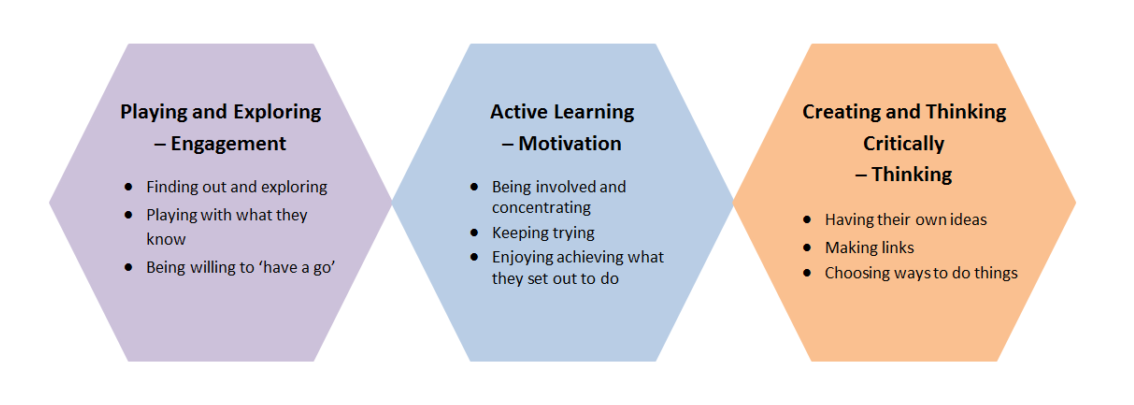 Playing and Exploring
– Engagement
● Finding out and exploring
● Playing with what they
know
● Being willing to ‘have a go’
Active Learning
– Motivation
● Being involved and
concentrating
● Keeping trying
● Enjoying achieving what
they set out to do
Creating and Thinking
Critically
– Thinking
● Having their own ideas
● Making links
● Choosing ways to do things